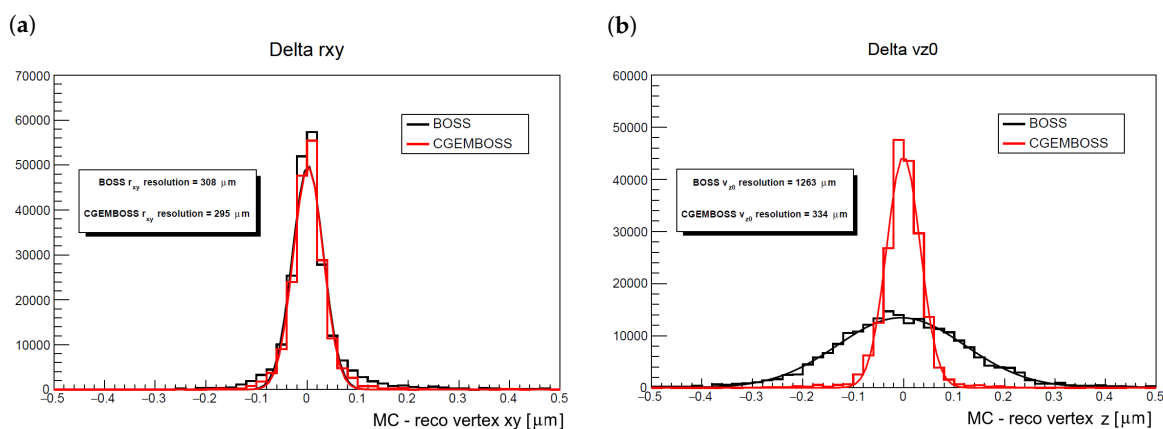 (a)
Delta rxy
70000
60000
50000
40000
30000
20000
10000
0
BOSS
CGEMBOSS
BOSS r_xy resolution = 308 μm
CGEMBOSS r_xy resolution = 295 μm
−0.5 −0.4 −0.3 −0.2 −0.1 0 0.1 0.2 0.3 0.4 0.5
MC - reco vertex xy [μm]
(b)
Delta vz0
60000
50000
40000
30000
20000
10000
0
BOSS
CGEMBOSS
BOSS v_z0 resolution = 1263 μm
CGEMBOSS v_z0 resolution = 334 μm
−0.5 −0.4 −0.3 −0.2 −0.1 0 0.1 0.2 0.3 0.4 0.5
MC - reco vertex z [μm]